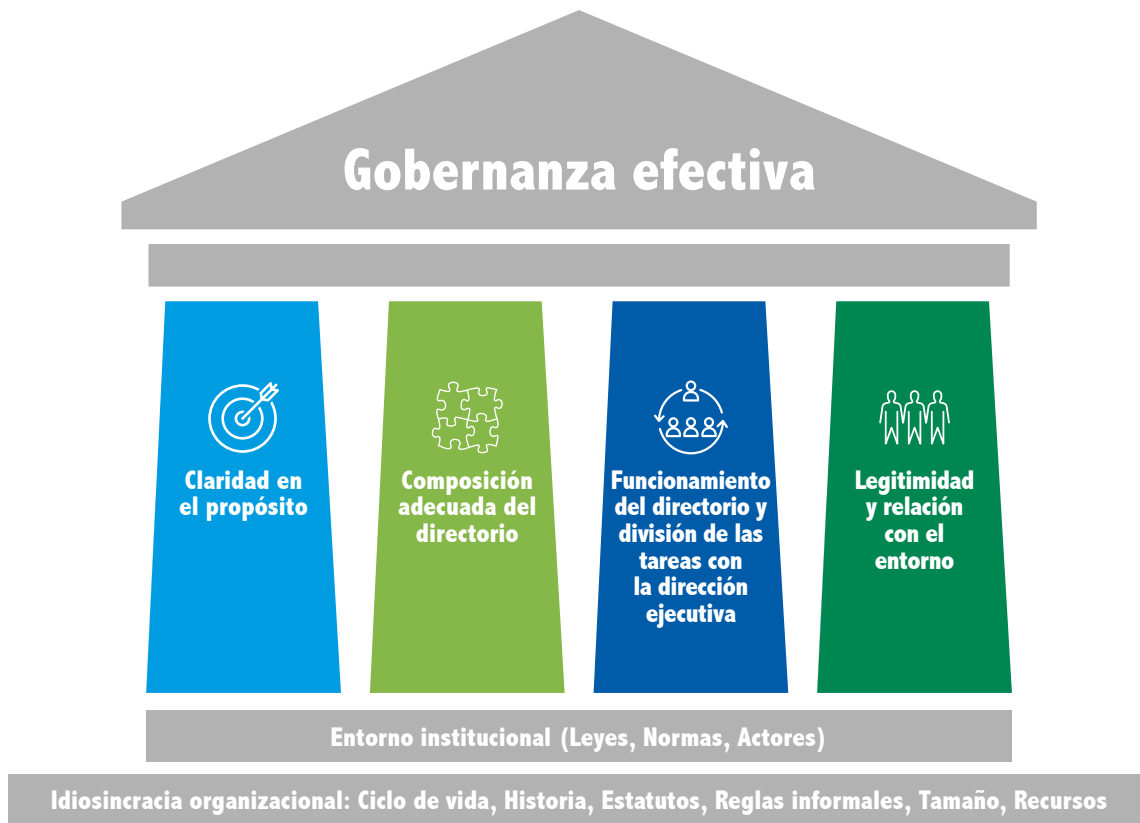 Gobernanza efectiva
Claridad en
el propósito
Composición
adecuada del
directorio
Funcionamiento
del directorio y
división de las
tareas con
la dirección
ejecutiva
Legitimidad
y relación
con el
entorno
Entorno institucional (Leyes, Normas, Actores)
Idiosincracia organizacional: Ciclo de vida, Historia, Estatutos, Reglas informales, Tamaño, Recursos